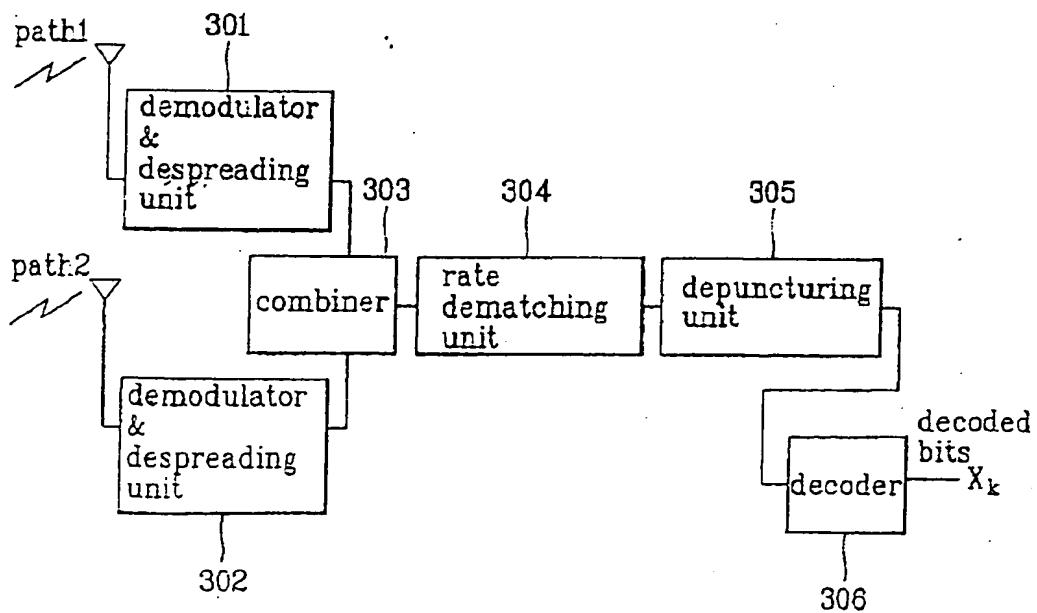 path1
301
demodulator
&
despreading
unit
303
304
305
path2
combiner
rate
dematching
unit
depuncturing
unit
demodulator
&
despreading
unit
302
decoded
bits
decoder
X_k
306